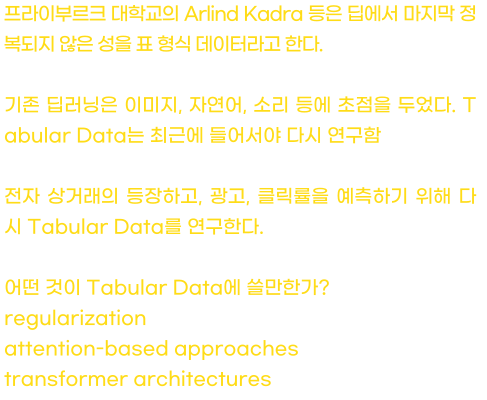 프라이부르크 대학교의 Arlind Kadra 등은 딥에서 마지막 정
복되지 않은 성을 표 형식 데이터라고 한다.
기존 딥러닝은 이미지, 자연어, 소리 등에 초점을 두었다. T
abular Data는 최근에 들어서야 다시 연구함
전자 상거래의 등장하고, 광고, 클릭률을 예측하기 위해 다
시 Tabular Data를 연구한다.
어떤 것이 Tabular Data에 쓸만한가?
regularization
attention-based approaches
transformer architectures